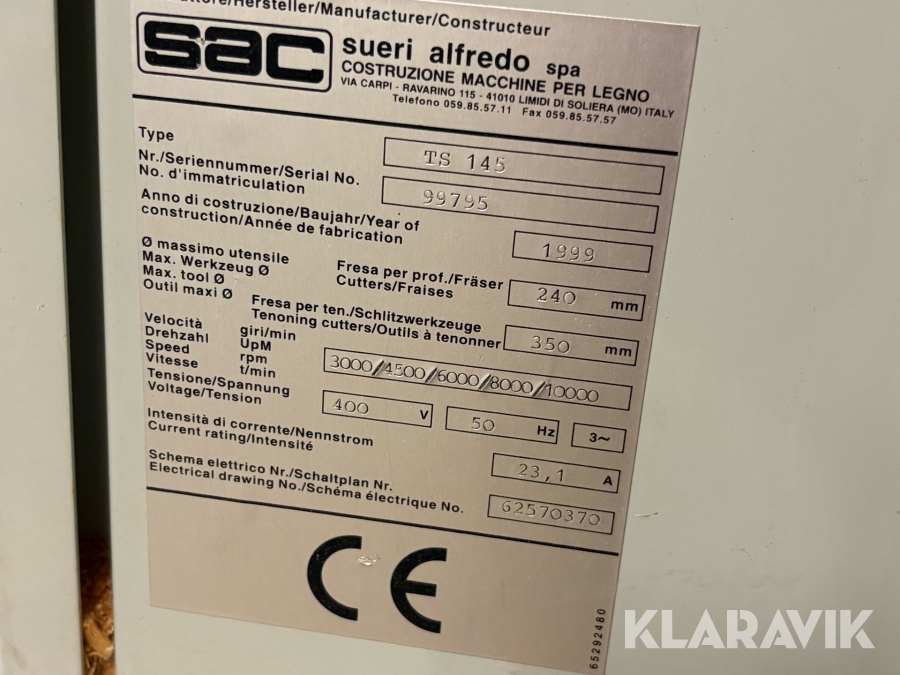 /Hersteller/Manufacturer/Constructeur
sac
sueri alfredo spa
COSTRUZIONE MACCHINE PER LEGNO
VIA CARPI - RAVARINO 115 - 41010 LIMIDI DI SOLIERA (MO) ITALY
Telefono 059.85.57.11 Fax 059.85.57.57
Type
TS 145
Nr./Seriennummer/Serial No.
No. d'immatriculation
99795
Anno di costruzione/Baujahr/Year of
construction/Année de fabrication
1999
Ø massimo utensile
Max. Werkzeug Ø
Max. tool Ø
Outil maxi Ø
Fresa per prof./Fräser
Cutters/Fraises
240 mm
Fresa per ten./Schlitzwerkzeuge
Tenoning cutters/Outils à tenonner
350 mm
Velocità giri/min
Drehzahl UpM
Speed rpm
Vitesse t/min
3000/4500/6000/8000/10000
Tensione/Spannung
Voltage/Tension
400 V
50 Hz
3~
Intensità di corrente/Nennstrom
Current rating/Intensité
23,1 A
Schema elettrico Nr./Schaltplan Nr.
Electrical drawing No./Schéma électrique No.
62570370
CE
65292480
KLARAVIK